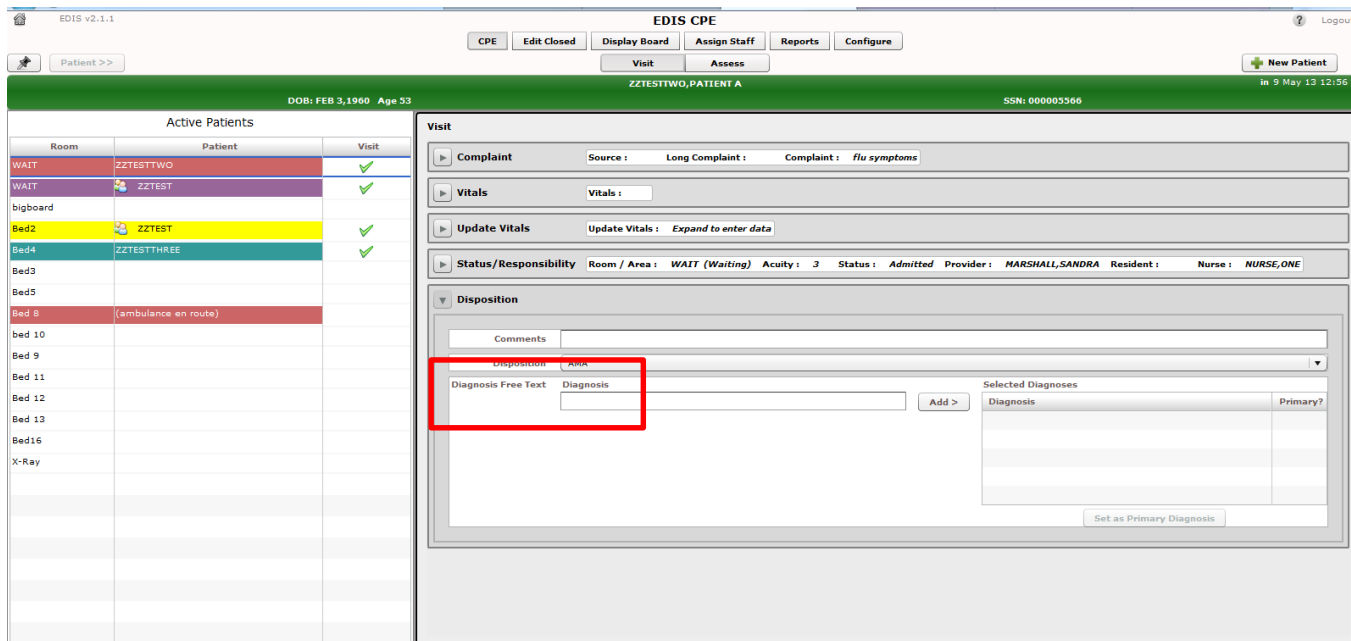 EDIS v2.1.1 EDIS CPE ? Logou
CPE Edit Closed Display Board Assign Staff Reports Configure
Patient >> Visit Assess New Patient
ZZTESTTWO,PATIENT A in 9 May 13 12:56
DOB: FEB 3,1960 Age 53 SSN: 000005566
Active Patients
Room Patient Visit
WAIT ZZTESTTWO
WAIT ZZTEST
bigboard
Bed2 ZZTEST
Bed4 ZZTESTTHREE
Bed3
Bed5
Bed 8 (ambulance en route)
bed 10
Bed 9
Bed 11
Bed 12
Bed 13
Bed16
X-Ray
Visit
Complaint Source : Long Complaint : Complaint : flu symptoms
Vitals Vitals :
Update Vitals Update Vitals : Expand to enter data
Status/Responsibility Room / Area : WAIT (Waiting) Acuity : 3 Status : Admitted Provider : MARSHALL,SANDRA Resident : Nurse : NURSE,ONE
Disposition
Comments
Disposition AMA
Diagnosis Free Text Diagnosis Selected Diagnoses
Add > Diagnosis Primary?
Set as Primary Diagnosis